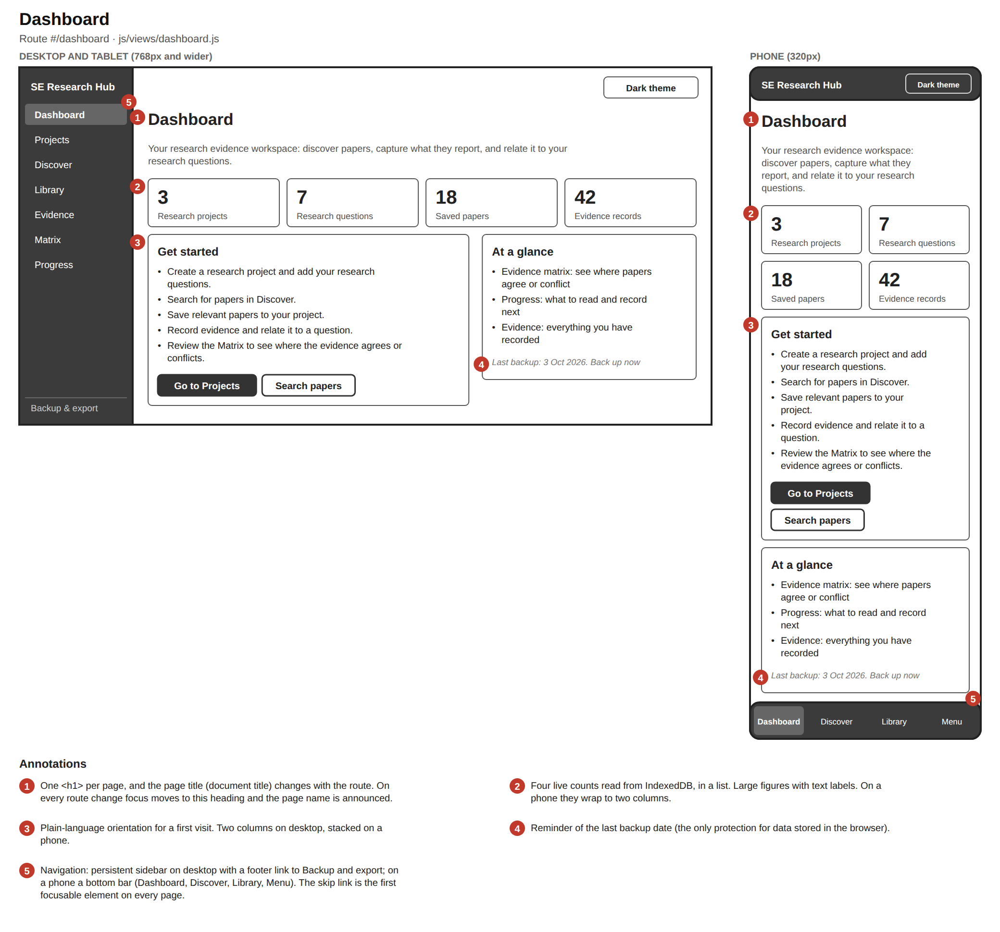 Dashboard
Route #/dashboard · js/views/dashboard.js
DESKTOP AND TABLET (768px and wider)
SE Research Hub
5
Dashboard
Projects
Discover
Library
Evidence
Matrix
Progress
Backup & export
Dark theme
1
Dashboard
Your research evidence workspace: discover papers, capture what they report, and relate it to your
research questions.
2
3
Research projects
7
Research questions
18
Saved papers
42
Evidence records
3
Get started
• Create a research project and add your research
questions.
• Search for papers in Discover.
• Save relevant papers to your project.
• Record evidence and relate it to a question.
• Review the Matrix to see where the evidence agrees or
conflicts.
Go to Projects
Search papers
At a glance
• Evidence matrix: see where papers
agree or conflict
• Progress: what to read and record
next
• Evidence: everything you have
recorded
4
Last backup: 3 Oct 2026. Back up now
PHONE (320px)
SE Research Hub
Dark theme
1
Dashboard
Your research evidence workspace:
discover papers, capture what they
report, and relate it to your research
questions.
2
3
Research projects
7
Research questions
18
Saved papers
42
Evidence records
3
Get started
• Create a research project and add
your research questions.
• Search for papers in Discover.
• Save relevant papers to your
project.
• Record evidence and relate it to a
question.
• Review the Matrix to see where the
evidence agrees or conflicts.
Go to Projects
Search papers
At a glance
• Evidence matrix: see where papers
agree or conflict
• Progress: what to read and record
next
• Evidence: everything you have
recorded
4
Last backup: 3 Oct 2026. Back up now
5
Dashboard
Discover
Library
Menu
Annotations
1
One <h1> per page, and the page title (document title) changes with the route. On
every route change focus moves to this heading and the page name is announced.
2
Four live counts read from IndexedDB, in a list. Large figures with text labels. On a
phone they wrap to two columns.
3
Plain-language orientation for a first visit. Two columns on desktop, stacked on a
phone.
4
Reminder of the last backup date (the only protection for data stored in the browser).
5
Navigation: persistent sidebar on desktop with a footer link to Backup and export; on
a phone a bottom bar (Dashboard, Discover, Library, Menu). The skip link is the first
focusable element on every page.